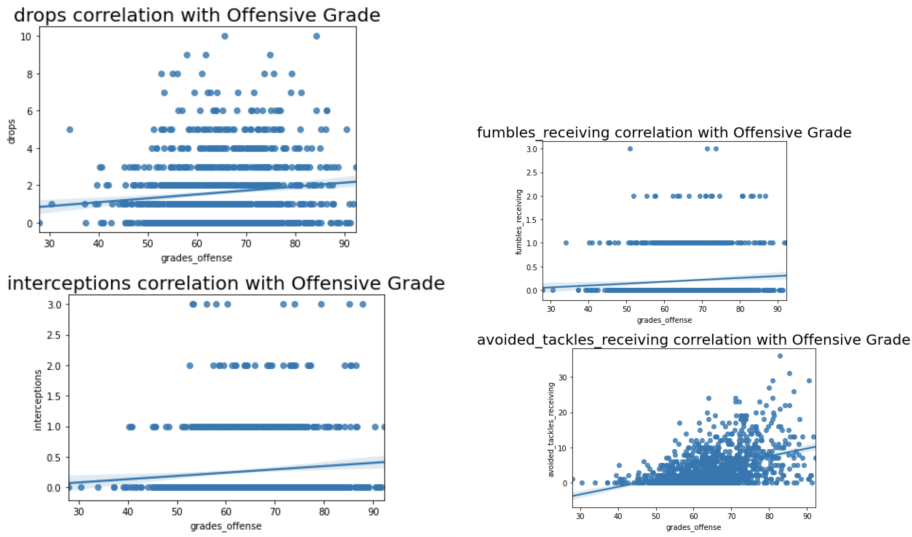 drops correlation with Offensive Grade
10
8
6
4
2
0
drops
30 40 50 60 70 80 90
grades_offense
interceptions correlation with Offensive Grade
3.0
2.5
2.0
1.5
1.0
0.5
0.0
interceptions
30 40 50 60 70 80 90
grades_offense
fumbles_receiving correlation with Offensive Grade
3.0
2.5
2.0
1.5
1.0
0.5
0.0
fumbles_receiving
30 40 50 60 70 80 90
grades_offense
avoided_tackles_receiving correlation with Offensive Grade
30
20
10
0
avoided_tackles_receiving
30 40 50 60 70 80 90
grades_offense